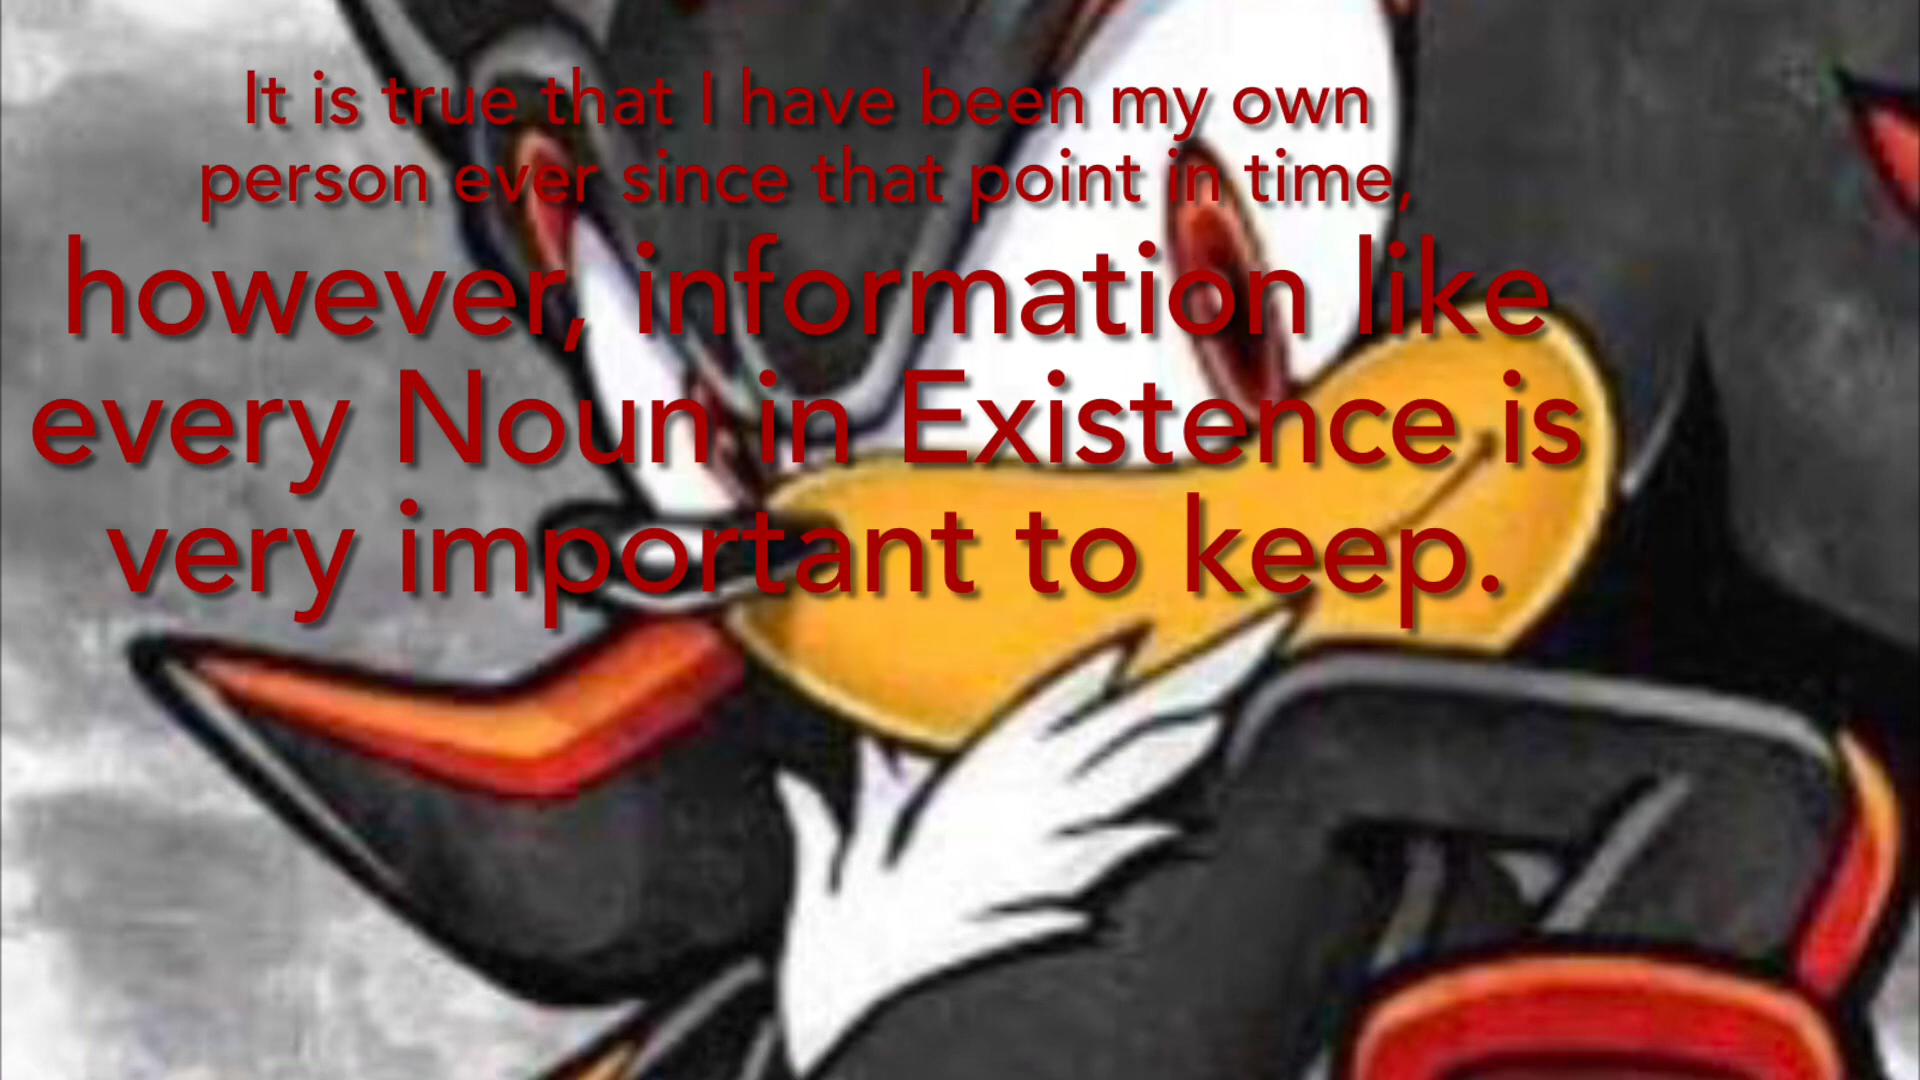 It is true that I have been my own
person ever since that point in time,
however, information like
every Noun in Existence is
very important to keep.